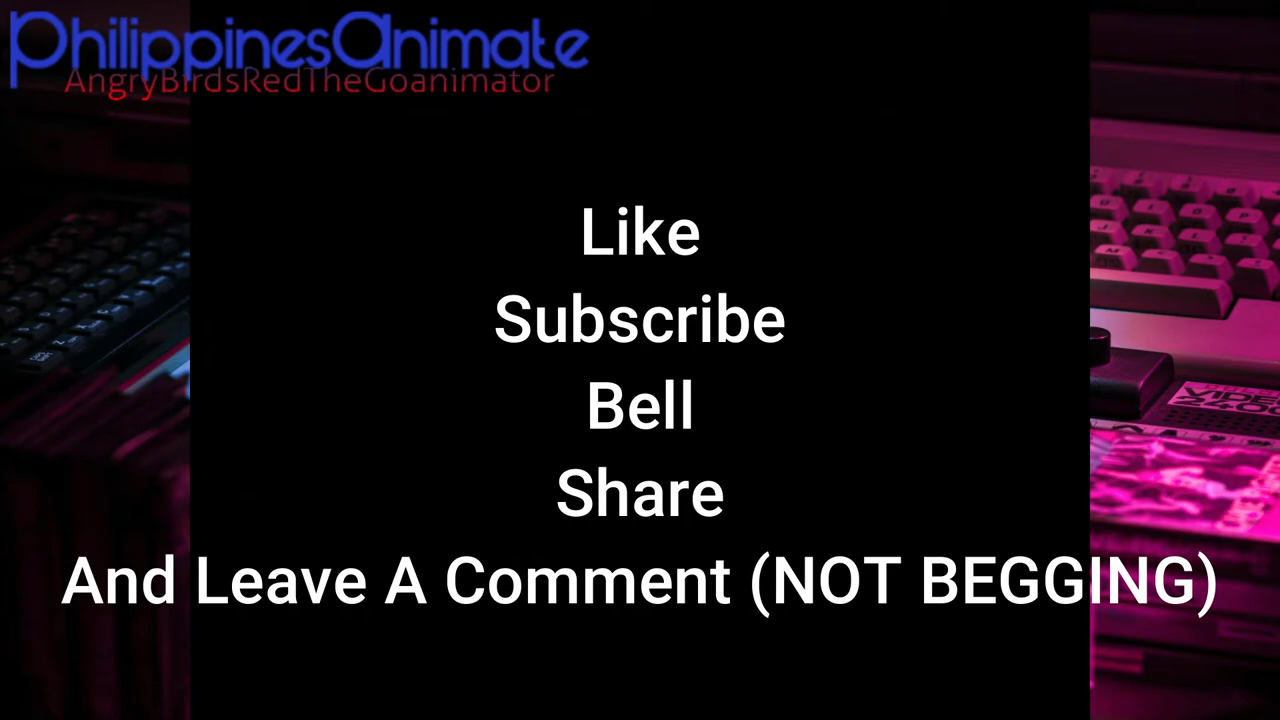 PhilippinesAnimate
AngryBirdsRedTheGoanimator
Like
Subscribe
Bell
Share
And Leave A Comment (NOT BEGGING)